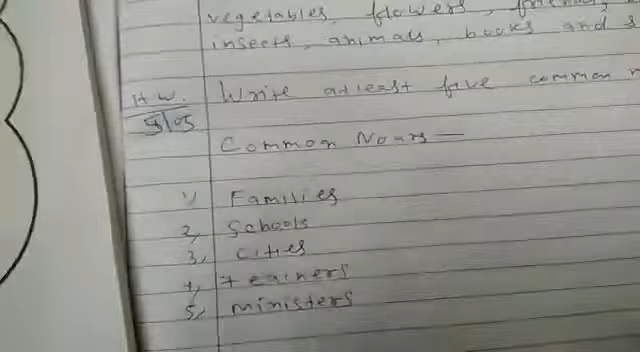 vegetables, flowers,
insects, animals, books and
H.W. Write atleast five common
5/05
Common Nouns —
1) Families
2, Schools
3, Cities
4, teachers
5, ministers